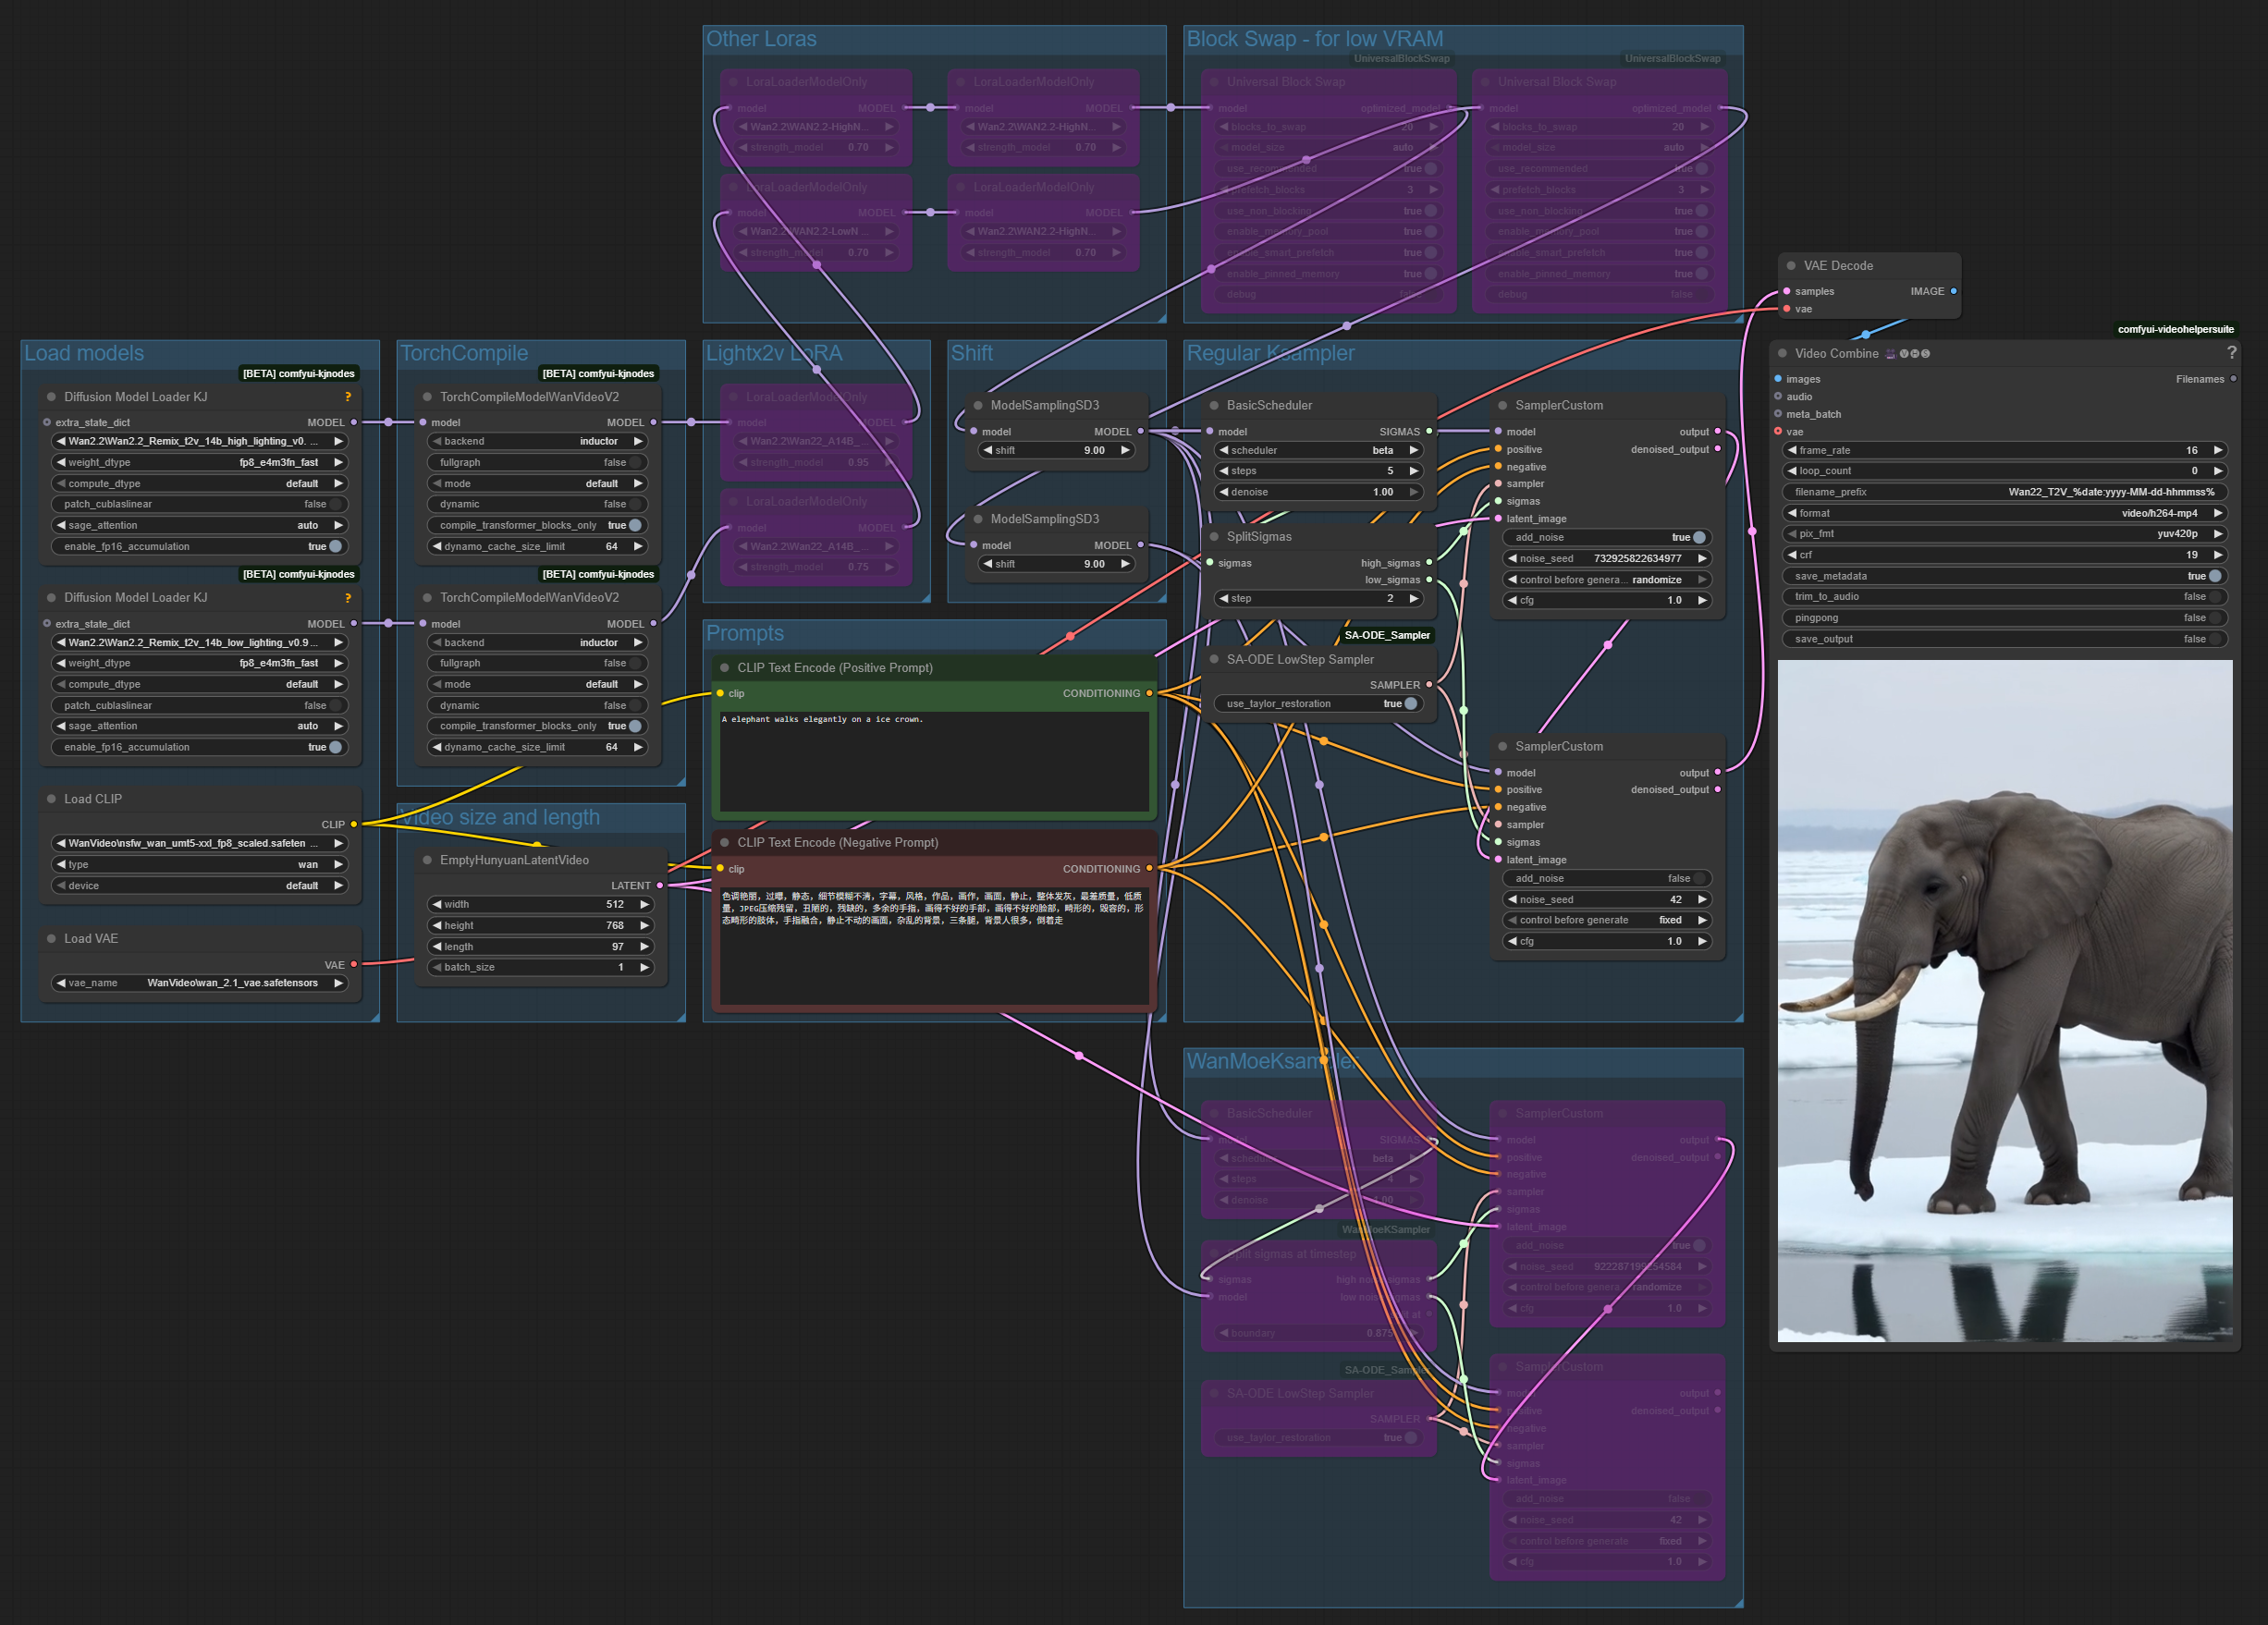 Other Loras
LoraLoaderModelOnly
model MODEL
Wan2.2\WAN2.2-HighN...
strength_model 0.70
LoraLoaderModelOnly
model MODEL
Wan2.2\WAN2.2-HighN...
strength_model 0.70
LoraLoaderModelOnly
model MODEL
Wan2.2\WAN2.2-LowN ...
strength_model 0.70
LoraLoaderModelOnly
model MODEL
Wan2.2\WAN2.2-HighN...
strength_model 0.70
Block Swap - for low VRAM
UniversalBlockSwap
Universal Block Swap
model optimized_model
blocks_to_swap 20
model_size auto
use_recommended true
prefetch_blocks 3
use_non_blocking true
enable_memory_pool true
enable_smart_prefetch true
enable_pinned_memory true
debug false
UniversalBlockSwap
Universal Block Swap
model optimized_model
blocks_to_swap 20
model_size auto
use_recommended true
prefetch_blocks 3
use_non_blocking true
enable_memory_pool true
enable_smart_prefetch true
enable_pinned_memory true
debug false
Load models
[BETA] comfyui-kjnodes
Diffusion Model Loader KJ ?
extra_state_dict MODEL
Wan2.2\Wan2.2_Remix_t2v_14b_high_lighting_v0. ...
weight_dtype fp8_e4m3fn_fast
compute_dtype default
patch_cublaslinear false
sage_attention auto
enable_fp16_accumulation true
[BETA] comfyui-kjnodes
Diffusion Model Loader KJ ?
extra_state_dict MODEL
Wan2.2\Wan2.2_Remix_t2v_14b_low_lighting_v0.9 ...
weight_dtype fp8_e4m3fn_fast
compute_dtype default
patch_cublaslinear false
sage_attention auto
enable_fp16_accumulation true
Load CLIP
CLIP
WanVideo\nsfw_wan_umt5-xxl_fp8_scaled.safeten ...
type wan
device default
Load VAE
VAE
vae_name WanVideo\wan_2.1_vae.safetensors
TorchCompile
[BETA] comfyui-kjnodes
TorchCompileModelWanVideoV2
model MODEL
backend inductor
fullgraph false
mode default
dynamic false
compile_transformer_blocks_only true
dynamo_cache_size_limit 64
[BETA] comfyui-kjnodes
TorchCompileModelWanVideoV2
model MODEL
backend inductor
fullgraph false
mode default
dynamic false
compile_transformer_blocks_only true
dynamo_cache_size_limit 64
Video size and length
EmptyHunyuanLatentVideo
LATENT
width 512
height 768
length 97
batch_size 1
Lightx2v LoRA
LoraLoaderModelOnly
model MODEL
Wan2.2\Wan22_A14B_ ...
strength_model 0.95
LoraLoaderModelOnly
model MODEL
Wan2.2\Wan22_A14B_ ...
strength_model 0.75
Shift
ModelSamplingSD3
model MODEL
shift 9.00
ModelSamplingSD3
model MODEL
shift 9.00
Prompts
CLIP Text Encode (Positive Prompt)
clip CONDITIONING
A elephant walks elegantly on a ice crown.
CLIP Text Encode (Negative Prompt)
clip CONDITIONING
色调艳丽，过曝，静态，细节模糊不清，字幕，风格，作品，画作，画面，静止，整体发灰，最差质量，低质
量，JPEG压缩残留，丑陋的，残缺的，多余的手指，画得不好的手部，画得不好的脸部，畸形的，毁容的，形
态畸形的肢体，手指融合，静止不动的画面，杂乱的背景，三条腿，背景人很多，倒着走
Regular Ksampler
BasicScheduler
model SIGMAS
scheduler beta
steps 5
denoise 1.00
SplitSigmas
sigmas high_sigmas
low_sigmas
step 2
SA-ODE_Sampler
SA-ODE LowStep Sampler
SAMPLER
use_taylor_restoration true
SamplerCustom
model output
positive denoised_output
negative
sampler
sigmas
latent_image
add_noise true
noise_seed 732925822634977
control before genera... randomize
cfg 1.0
SamplerCustom
model output
positive denoised_output
negative
sampler
sigmas
latent_image
add_noise false
noise_seed 42
control before generate fixed
cfg 1.0
WanMoeKsampler
BasicScheduler
model SIGMAS
beta
steps 4
denoise 1.00
WanMoeKSampler
Split sigmas at timestep
sigmas
model
boundary 0.875
SA-ODE_Sampler
SA-ODE LowStep Sampler
SAMPLER
use_taylor_restoration true
SamplerCustom
model output
positive denoised_output
negative
sampler
sigmas
latent_image
add_noise true
noise_seed
control before genera randomize
cfg 1.0
SamplerCustom
model output
positive denoised_output
negative
sampler
sigmas
latent_image
add_noise false
noise_seed 42
control before generate fixed
cfg 1.0
VAE Decode
samples IMAGE
vae
comfyui-videohelpersuite
Video Combine VHS ?
images Filenames
audio
meta_batch
vae
frame_rate 16
loop_count 0
filename_prefix Wan22_T2V_%date:yyyy-MM-dd-hhmmss%
format video/h264-mp4
pix_fmt yuv420p
crf 19
save_metadata true
trim_to_audio false
pingpong false
save_output false